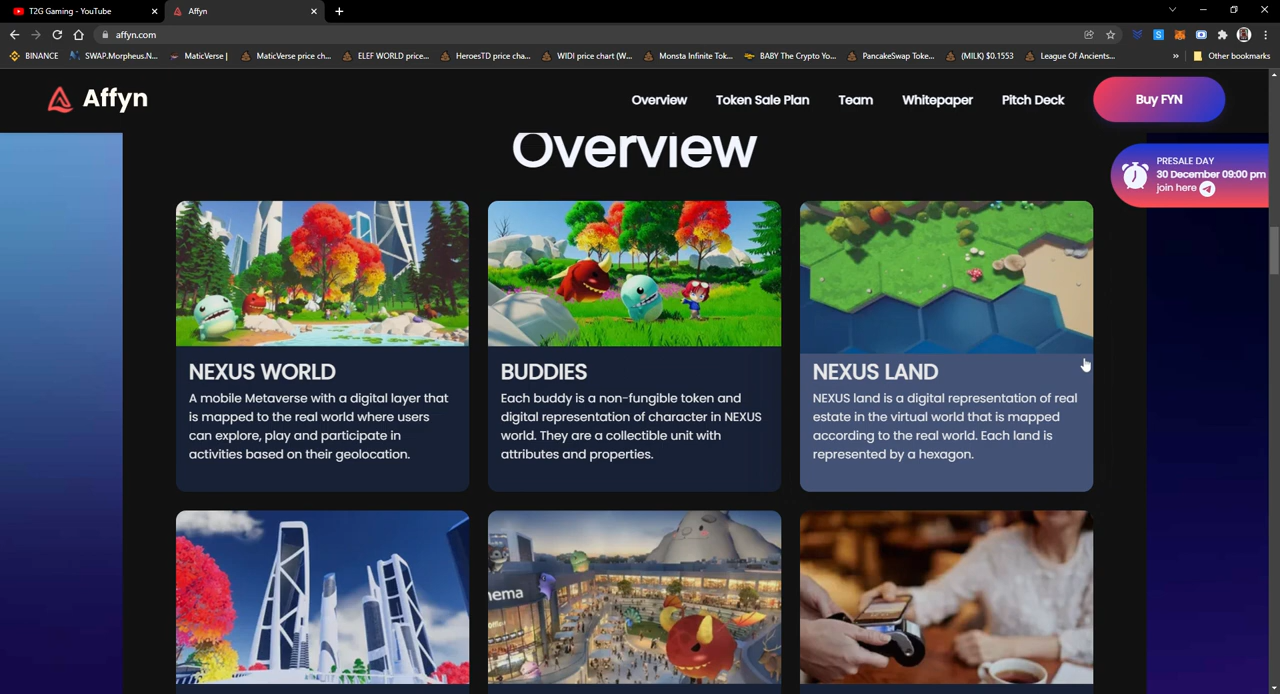 T2G Gaming - YouTube
Affyn
affyn.com
BINANCE
SWAP.Morpheus.N...
MaticVerse |
MaticVerse price ch...
ELEF WORLD price...
HeroesTD price cha...
WIDI price chart (W...
Monsta Infinite Tok...
BABY The Crypto Yo...
PancakeSwap Toke...
(MILK) $0.1553
League Of Ancients...
»
Other bookmarks
Affyn
Overview
Token Sale Plan
Team
Whitepaper
Pitch Deck
Buy FYN
Overview
PRESALE DAY
30 December 09:00 pm
join here
NEXUS WORLD
A mobile Metaverse with a digital layer that
is mapped to the real world where users
can explore, play and participate in
activities based on their geolocation.
BUDDIES
Each buddy is a non-fungible token and
digital representation of character in NEXUS
world. They are a collectible unit with
attributes and properties.
NEXUS LAND
NEXUS land is a digital representation of real
estate in the virtual world that is mapped
according to the real world. Each land is
represented by a hexagon.
nema